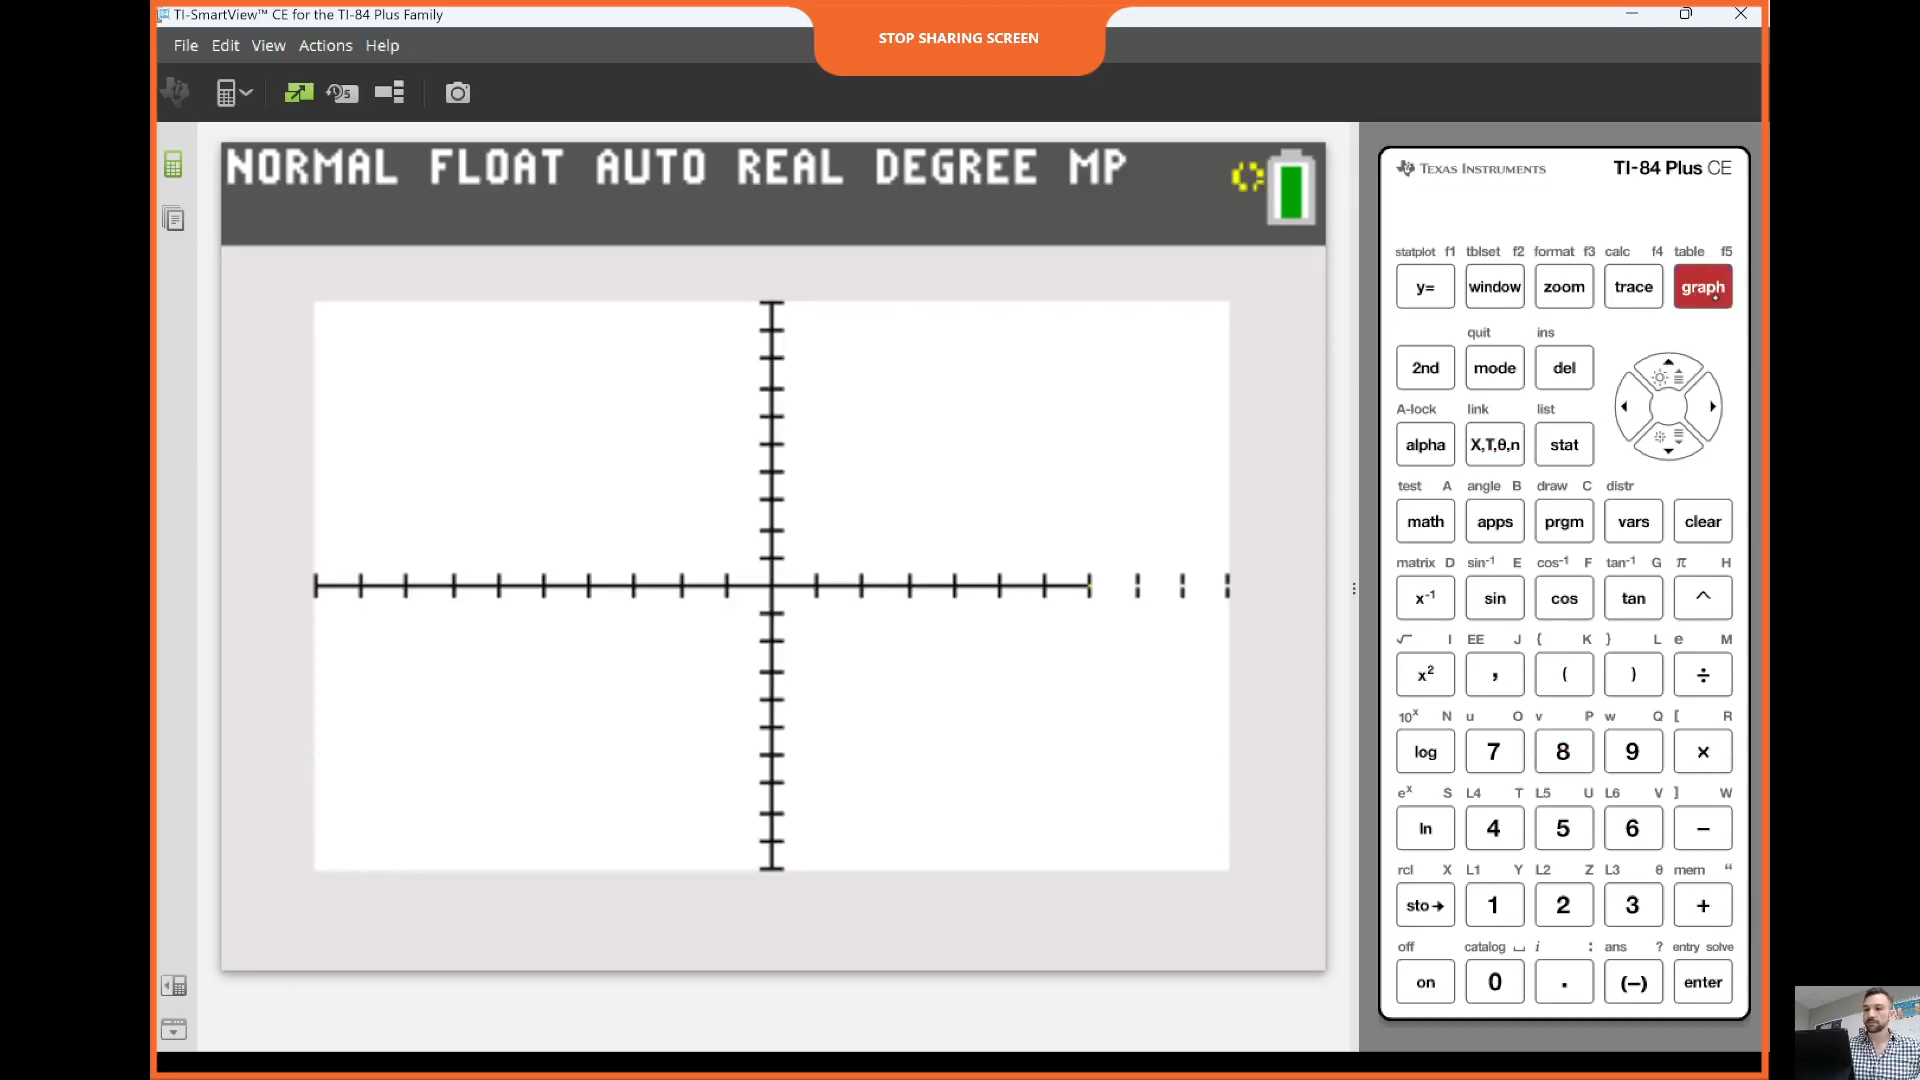 TI-SmartView™ CE for the TI-84 Plus Family
STOP SHARING SCREEN
File Edit View Actions Help
NORMAL FLOAT AUTO REAL DEGREE MP
TEXAS INSTRUMENTS TI-84 Plus CE
statplot f1 tblset f2 format f3 calc f4 table f5
y= window zoom trace graph
quit ins
2nd mode del
A-lock link list
alpha X,T,θ,n stat
test A angle B draw C distr
math apps prgm vars clear
matrix D sin⁻¹ E cos⁻¹ F tan⁻¹ G π H
x⁻¹ sin cos tan ^
√ I EE J { K } L e M
x² , ( ) ÷
10ˣ N u O v P w Q [ R
log 7 8 9 ×
eˣ S L4 T L5 U L6 V ] W
ln 4 5 6 −
rcl X L1 Y L2 Z L3 θ mem “
sto→ 1 2 3 +
off catalog ⎵ i : ans ? entry solve
on 0 . (−) enter